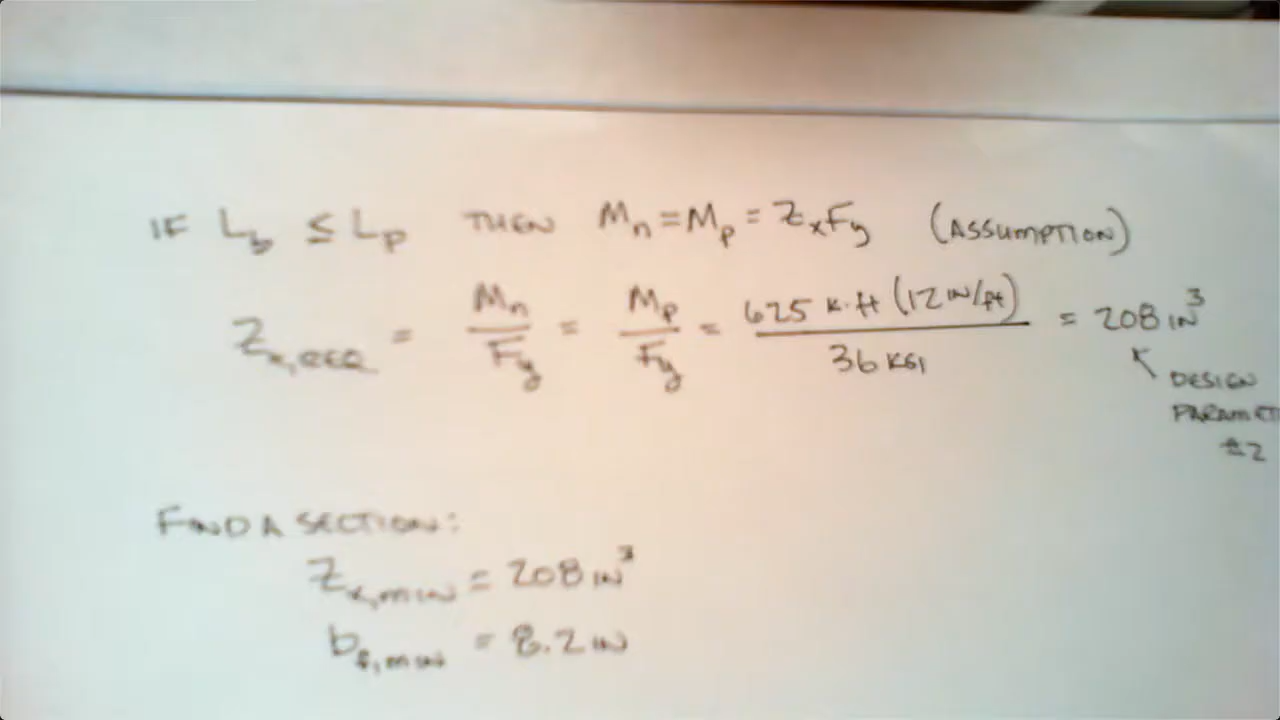 IF Lb ≤ Lp THEN Mn = Mp = ZxFy (ASSUMPTION)
Zx,REQ = Mn/Fy = Mp/Fy = 625 K·ft (12 IN/ft)/36 KSI = 208 IN³
DESIGN
PARAMET
#2
FIND A SECTION:
Zx,MIN = 208 IN³
bf,MIN = 8.2 IN